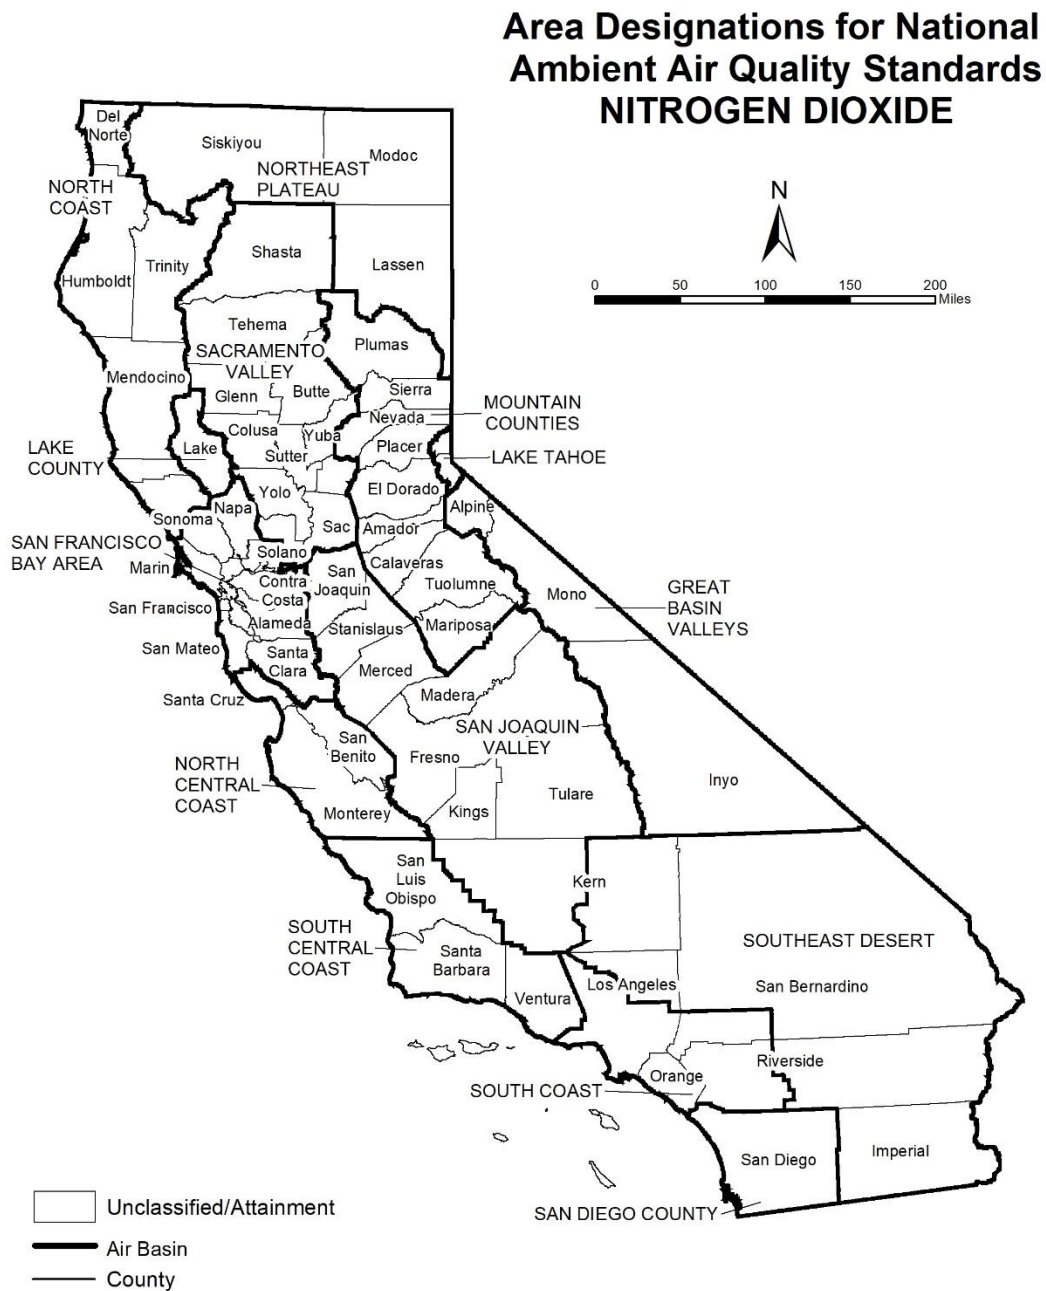 Area Designations for National
Ambient Air Quality Standards
NITROGEN DIOXIDE
Del
Norte
Siskiyou
Modoc
NORTHEAST
PLATEAU
NORTH
COAST
N
Shasta
Trinity
Lassen
Humboldt
0 50 100 150 200
Miles
Tehema
Plumas
SACRAMENTO
VALLEY
Mendocino
Glenn
Butte
Sierra
MOUNTAIN
COUNTIES
Nevada
Colusa
Yuba
Placer
LAKE
COUNTY
Lake
Sutter
LAKE TAHOE
Yolo
El Dorado
Napa
Alpine
Sonoma
Sac
Amador
SAN FRANCISCO
BAY AREA
Solano
Marin
Calaveras
San
Joaquin
Contra
Costa
Tuolumne
Mono
GREAT
BASIN
VALLEYS
San Francisco
Alameda
Stanislaus
Mariposa
San Mateo
Santa
Clara
Merced
Santa Cruz
Madera
SAN JOAQUIN
VALLEY
San
Benito
Fresno
NORTH
CENTRAL
COAST
Inyo
Tulare
Monterey
Kings
San
Luis
Obispo
Kern
SOUTH
CENTRAL
COAST
Santa
Barbara
SOUTHEAST DESERT
Los Angeles
San Bernardino
Ventura
Riverside
Orange
SOUTH COAST
San Diego
Imperial
SAN DIEGO COUNTY
Unclassified/Attainment
Air Basin
County